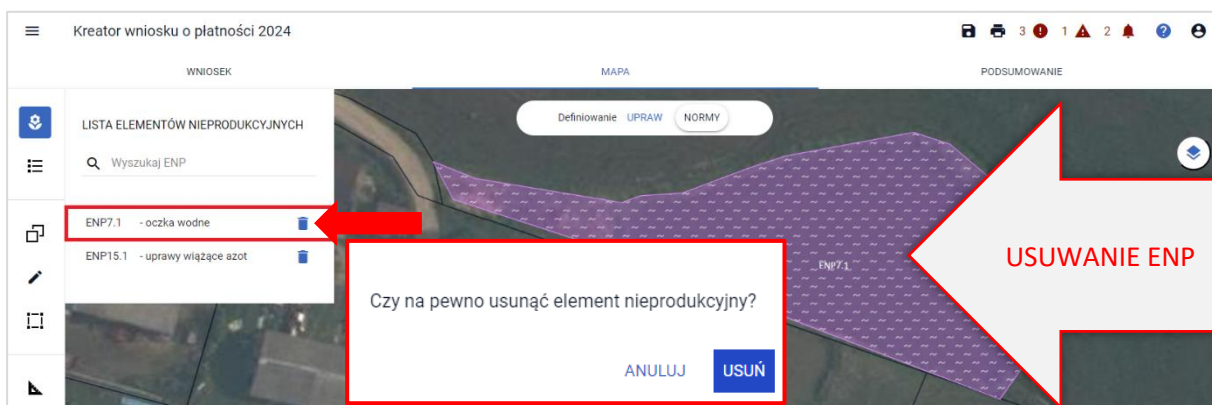 Kreator wniosku o płatności 2024
3 1 2
WNIOSEK MAPA PODSUMOWANIE
LISTA ELEMENTÓW NIEPRODUKCYJNYCH
Wyszukaj ENP
ENP7.1 - oczka wodne
ENP15.1 - uprawy wiążące azot
Definiowanie UPRAW NORMY
ENP7.1
USUWANIE ENP
Czy na pewno usunąć element nieprodukcyjny?
ANULUJ USUŃ